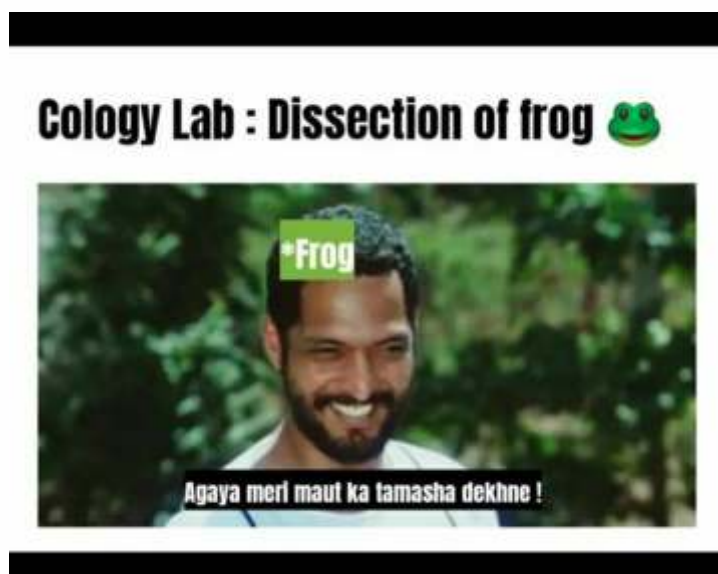 Cology Lab : Dissection of frog 🐸
*Frog
Agaya meri maut ka tamasha dekhne !